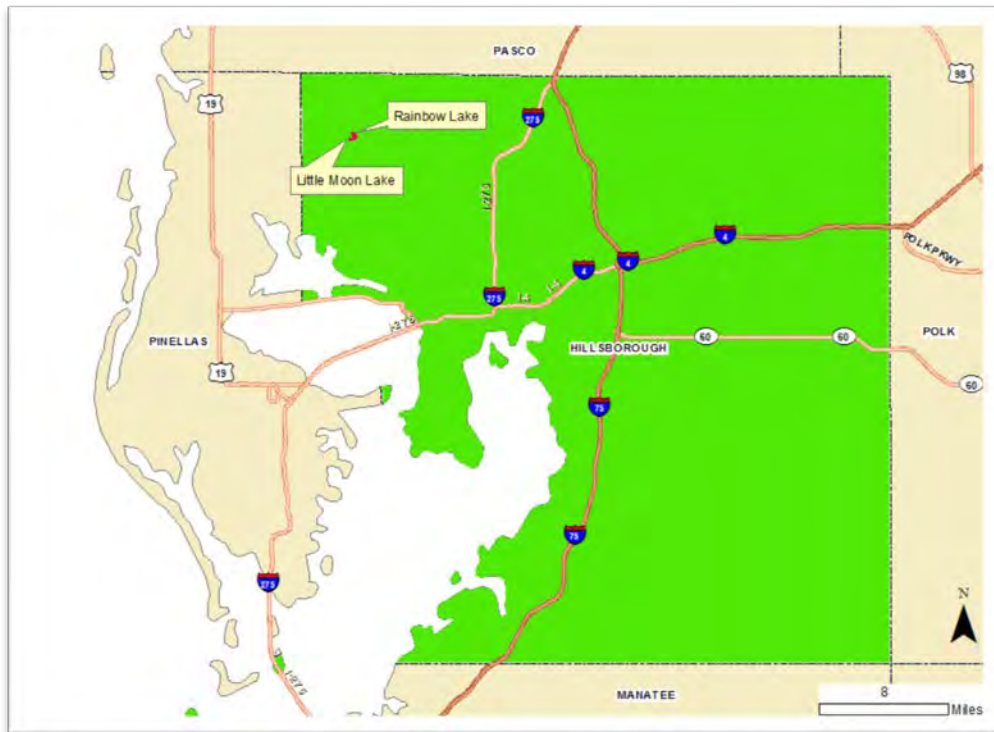 PASCO
98
19
Rainbow Lake
275
Little Moon Lake
I-275
4
4
4
POLK PKWY
275
I-4
I-4
I-275
PINELLAS
HILLSBOROUGH
60
60
POLK
19
60
75
75
275
N
I-275
MANATEE
8
Miles